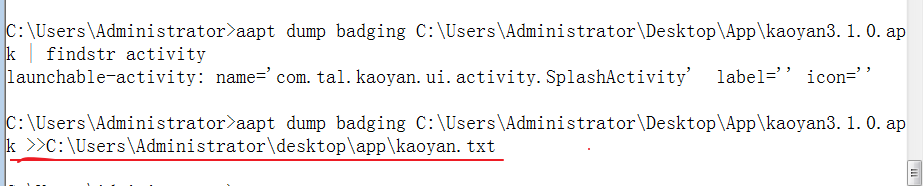 C:\Users\Administrator>aapt dump badging C:\Users\Administrator\Desktop\App\kaoyan3.1.0.ap
k | findstr activity
launchable-activity: name='com.tal.kaoyan.ui.activity.SplashActivity'  label='' icon=''
C:\Users\Administrator>aapt dump badging C:\Users\Administrator\Desktop\App\kaoyan3.1.0.ap
k >>C:\Users\Administrator\desktop\app\kaoyan.txt